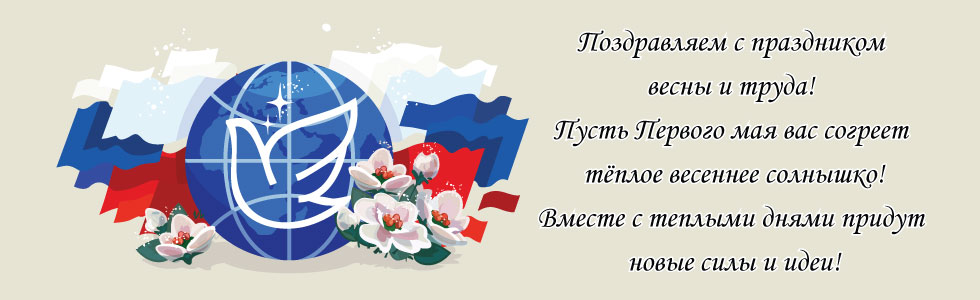 Поздравляем с праздником
весны и труда!
Пусть Первого мая вас согреет
тёплое весеннее солнышко!
Вместе с теплыми днями придут
новые силы и идеи!